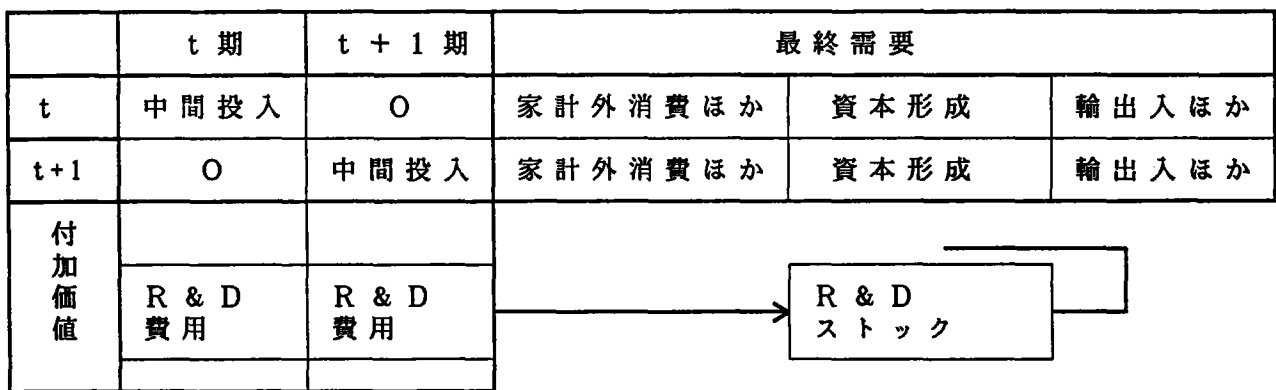 t 期 t + 1 期 最終需要
t 中間投入 O 家計外消費ほか 資本形成 輸出入ほか
t+1 O 中間投入 家計外消費ほか 資本形成 輸出入ほか
付加価値
R & D R & D R & D
費用 費用 ストック